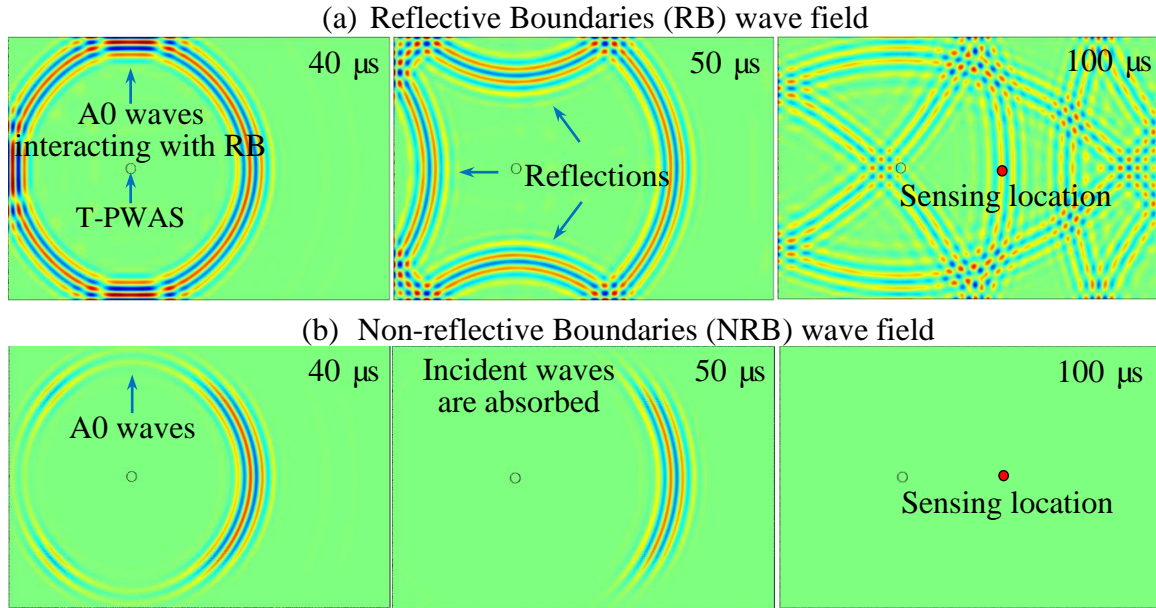 (a) Reflective Boundaries (RB) wave field
40 μs
A0 waves
interacting with RB
T-PWAS
50 μs
Reflections
100 μs
Sensing location
(b) Non-reflective Boundaries (NRB) wave field
40 μs
A0 waves
Incident waves
are absorbed
50 μs
100 μs
Sensing location